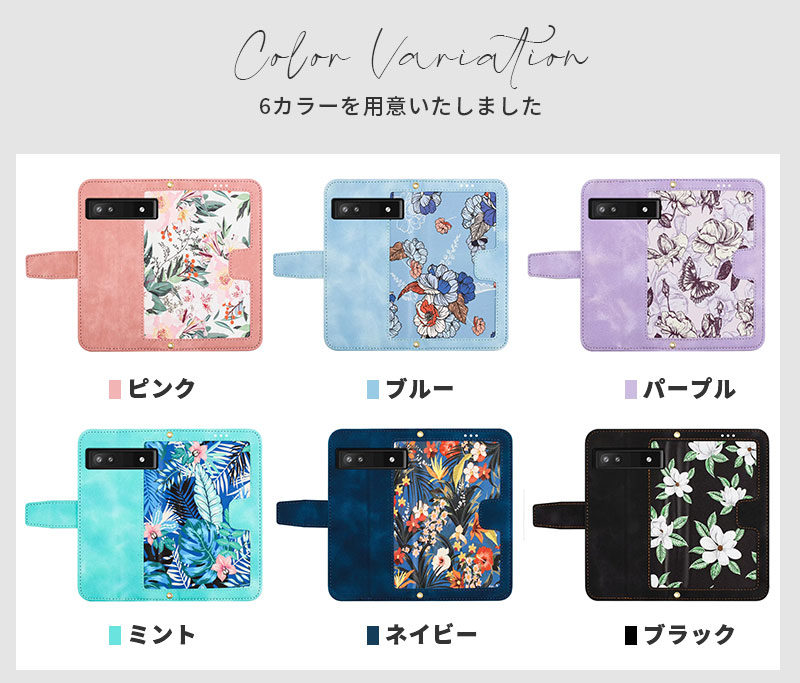 Color Variation
6カラーを用意いたしました
ピンク
ブルー
パープル
ミント
ネイビー
ブラック